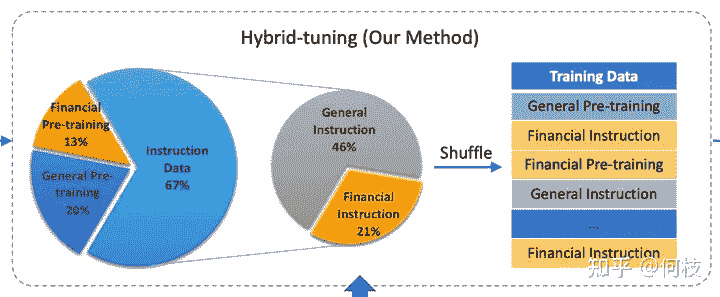 Hybrid-tuning (Our Method)
Financial
Pre-training
13%
General Pre-
training
20%
Instruction
Data
67%
General
Instruction
46%
Financial
Instruction
21%
Shuffle
Training Data
General Pre-training
Financial Instruction
Financial Pre-training
General Instruction
...
Financial Instruction
知乎 @何枝